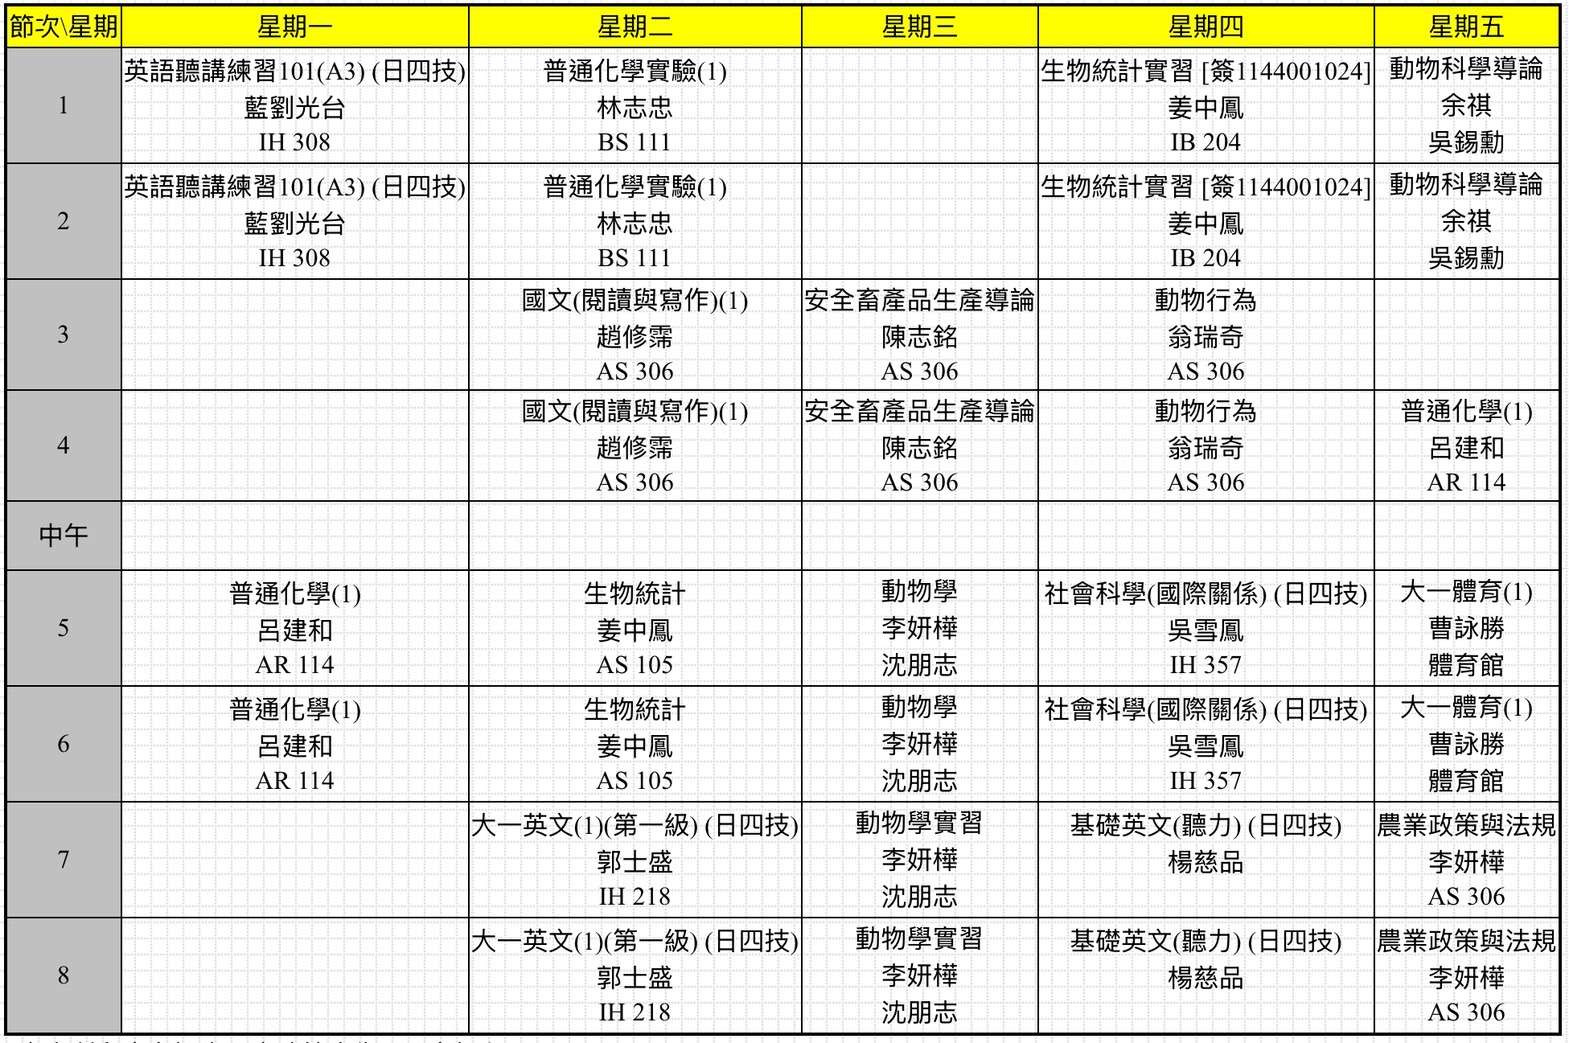 節次\星期 星期一 星期二 星期三 星期四 星期五
1
英語聽講練習101(A3) (日四技)
藍劉光台
IH 308
普通化學實驗(1)
林志忠
BS 111
生物統計實習 [簽1144001024]
姜中鳳
IB 204
動物科學導論
余祺
吳錫勳
2
英語聽講練習101(A3) (日四技)
藍劉光台
IH 308
普通化學實驗(1)
林志忠
BS 111
生物統計實習 [簽1144001024]
姜中鳳
IB 204
動物科學導論
余祺
吳錫勳
3
國文(閱讀與寫作)(1)
趙修霈
AS 306
安全畜產品生產導論
陳志銘
AS 306
動物行為
翁瑞奇
AS 306
4
國文(閱讀與寫作)(1)
趙修霈
AS 306
安全畜產品生產導論
陳志銘
AS 306
動物行為
翁瑞奇
AS 306
普通化學(1)
呂建和
AR 114
中午
5
普通化學(1)
呂建和
AR 114
生物統計
姜中鳳
AS 105
動物學
李妍樺
沈朋志
社會科學(國際關係) (日四技)
吳雪鳳
IH 357
大一體育(1)
曹詠勝
體育館
6
普通化學(1)
呂建和
AR 114
生物統計
姜中鳳
AS 105
動物學
李妍樺
沈朋志
社會科學(國際關係) (日四技)
吳雪鳳
IH 357
大一體育(1)
曹詠勝
體育館
7
大一英文(1)(第一級) (日四技)
郭士盛
IH 218
動物學實習
李妍樺
沈朋志
基礎英文(聽力) (日四技)
楊慈品
農業政策與法規
李妍樺
AS 306
8
大一英文(1)(第一級) (日四技)
郭士盛
IH 218
動物學實習
李妍樺
沈朋志
基礎英文(聽力) (日四技)
楊慈品
農業政策與法規
李妍樺
AS 306